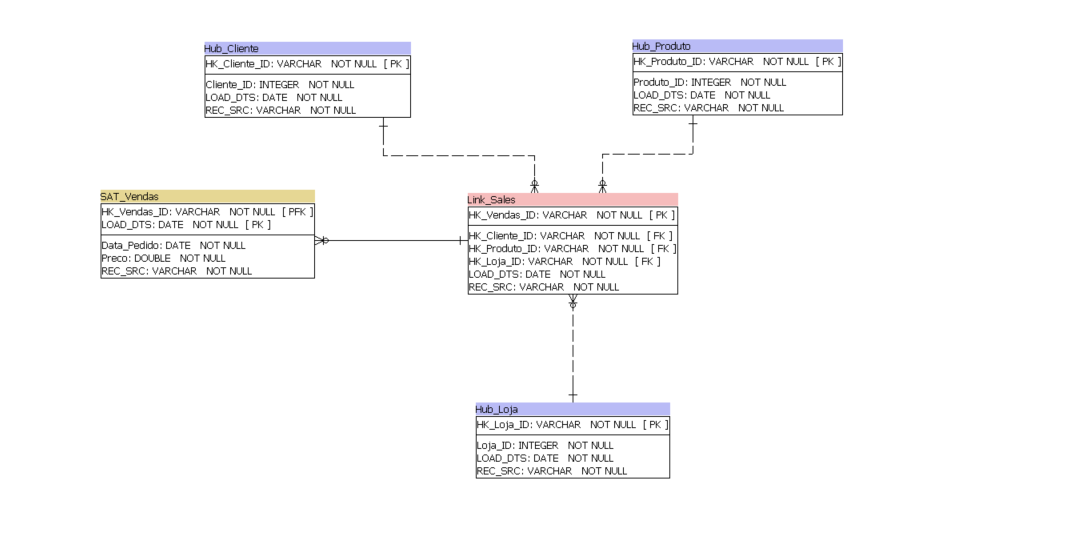 Hub_Cliente
HK_Cliente_ID: VARCHAR NOT NULL [ PK ]
Cliente_ID: INTEGER NOT NULL
LOAD_DTS: DATE NOT NULL
REC_SRC: VARCHAR NOT NULL
Hub_Produto
HK_Produto_ID: VARCHAR NOT NULL [ PK ]
Produto_ID: INTEGER NOT NULL
LOAD_DTS: DATE NOT NULL
REC_SRC: VARCHAR NOT NULL
SAT_Vendas
HK_Vendas_ID: VARCHAR NOT NULL [ PFK ]
LOAD_DTS: DATE NOT NULL [ PK ]
Data_Pedido: DATE NOT NULL
Preco: DOUBLE NOT NULL
REC_SRC: VARCHAR NOT NULL
Link_Sales
HK_Vendas_ID: VARCHAR NOT NULL [ PK ]
HK_Cliente_ID: VARCHAR NOT NULL [ FK ]
HK_Produto_ID: VARCHAR NOT NULL [ FK ]
HK_Loja_ID: VARCHAR NOT NULL [ FK ]
LOAD_DTS: DATE NOT NULL
REC_SRC: VARCHAR NOT NULL
Hub_Loja
HK_Loja_ID: VARCHAR NOT NULL [ PK ]
Loja_ID: INTEGER NOT NULL
LOAD_DTS: DATE NOT NULL
REC_SRC: VARCHAR NOT NULL